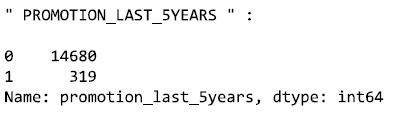 " PROMOTION_LAST_5YEARS " :
0    14680
1      319
Name: promotion_last_5years, dtype: int64